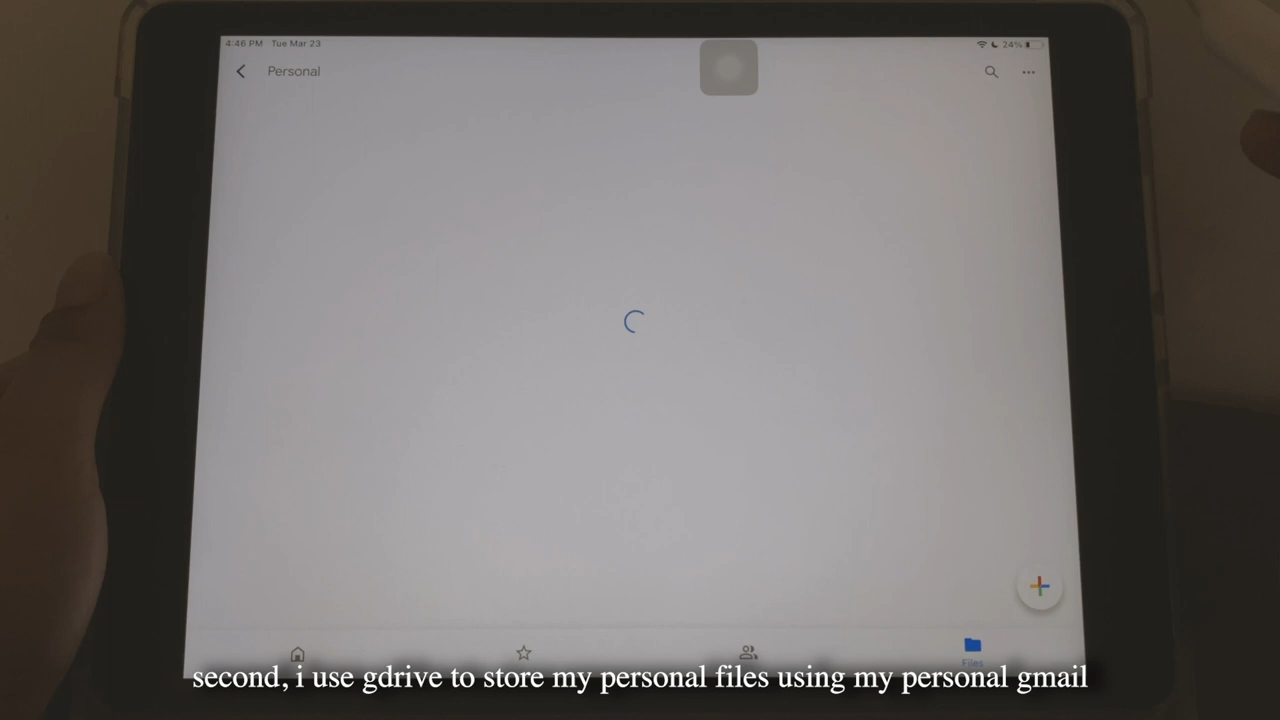 4:46 PM Tue Mar 23
24%
Personal
Files
second, i use gdrive to store my personal files using my personal gmail